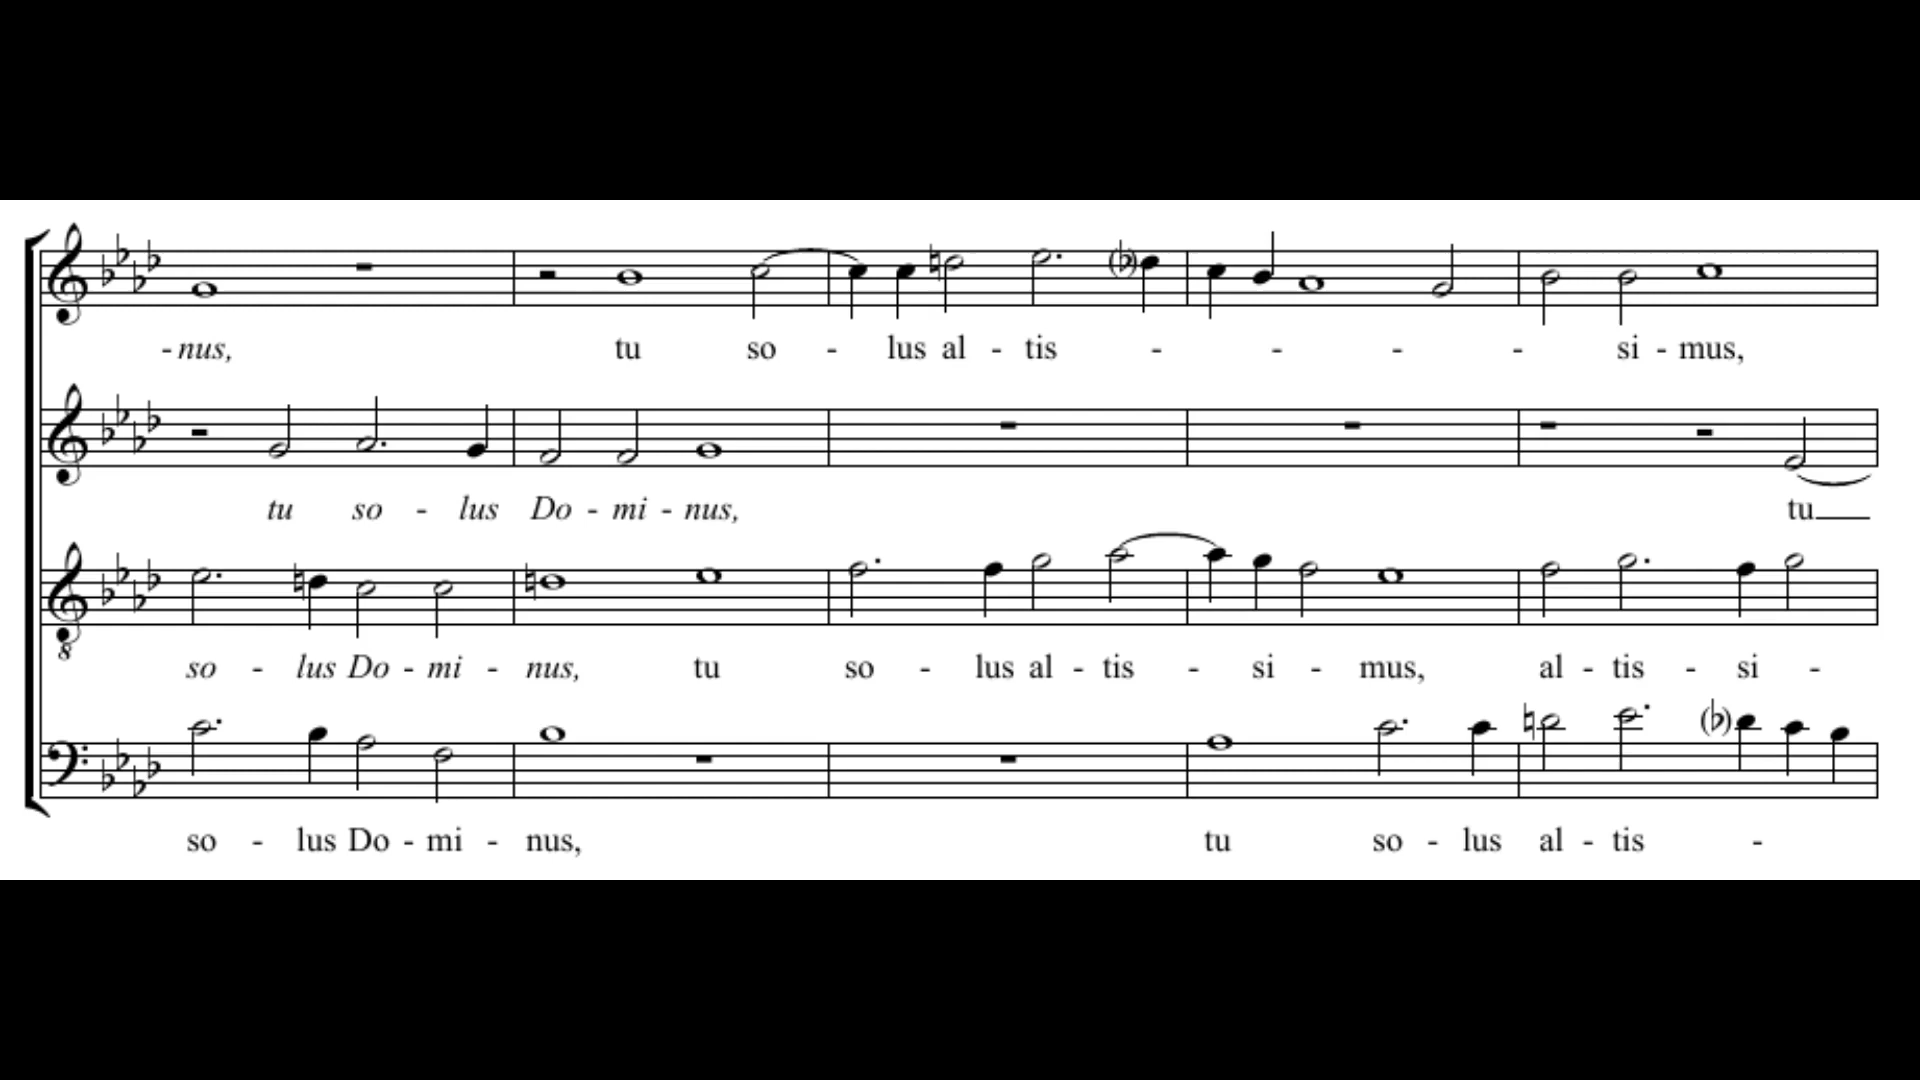 - nus, tu so - lus al - tis - - - - si - mus,
tu so - lus Do - mi - nus, tu
8
so - lus Do - mi - nus, tu so - lus al - tis - si - mus, al - tis - si -
so - lus Do - mi - nus, tu so - lus al - tis -